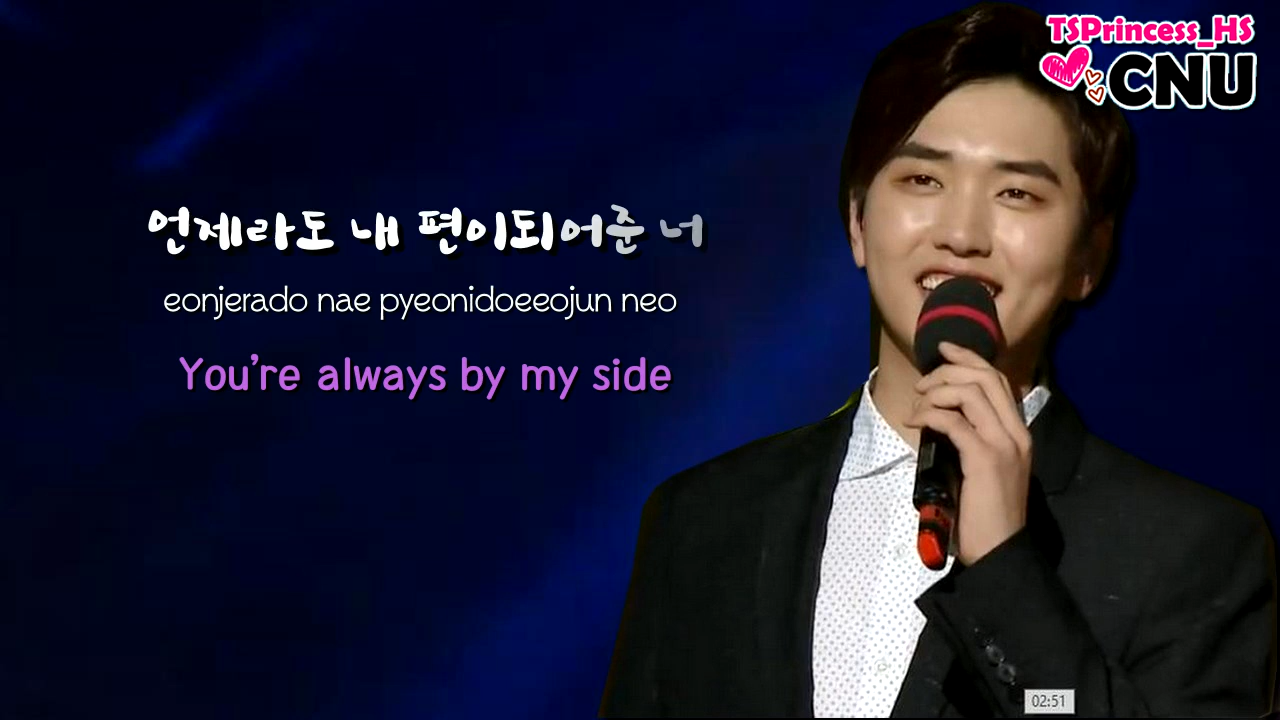 TSPrincess_HS
CNU
언제라도 내 편이되어준 너
eonjerado nae pyeonidoeeojun neo
You're always by my side
02:51